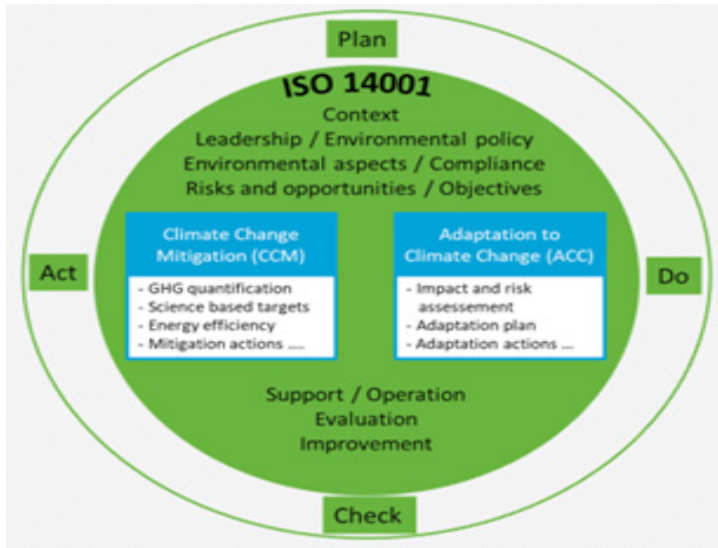 Plan
ISO 14001
Context
Leadership / Environmental policy
Environmental aspects / Compliance
Risks and opportunities / Objectives
Climate Change
Mitigation (CCM)
- GHG quantification
- Science based targets
- Energy efficiency
- Mitigation actions ....
Adaptation to
Climate Change (ACC)
- Impact and risk
assessement
- Adaptation plan
- Adaptation actions ...
Act
Do
Support / Operation
Evaluation
Improvement
Check